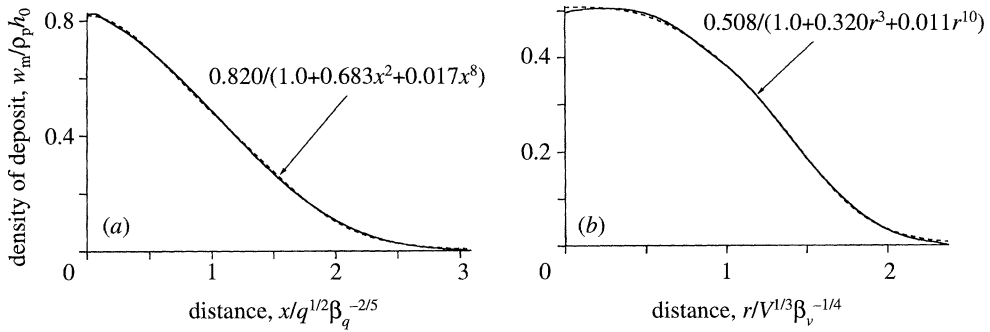 density of deposit, w_m/ρ_p h_0
0.8
0.4
0
0.820/(1.0+0.683x^2+0.017x^8)
(a)
1
2
3
distance, x/q^{1/2}β_q^{-2/5}
0.4
0.2
0
0.508/(1.0+0.320r^3+0.011r^{10})
(b)
1
2
distance, r/V^{1/3}β_v^{-1/4}